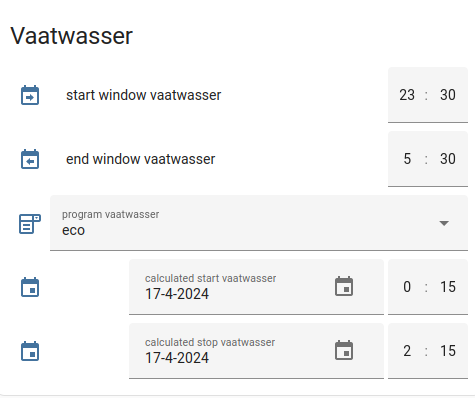 Vaatwasser
start window vaatwasser 23 : 30
end window vaatwasser 5 : 30
program vaatwasser
eco
calculated start vaatwasser
17-4-2024 0 : 15
calculated stop vaatwasser
17-4-2024 2 : 15